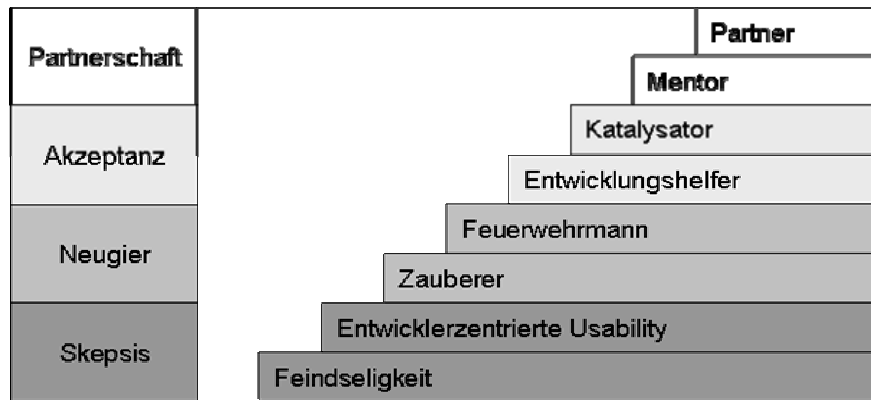 Partnerschaft
Akzeptanz
Neugier
Skepsis
Partner
Mentor
Katalysator
Entwicklungshelfer
Feuerwehrmann
Zauberer
Entwicklerzentrierte Usability
Feindseligkeit